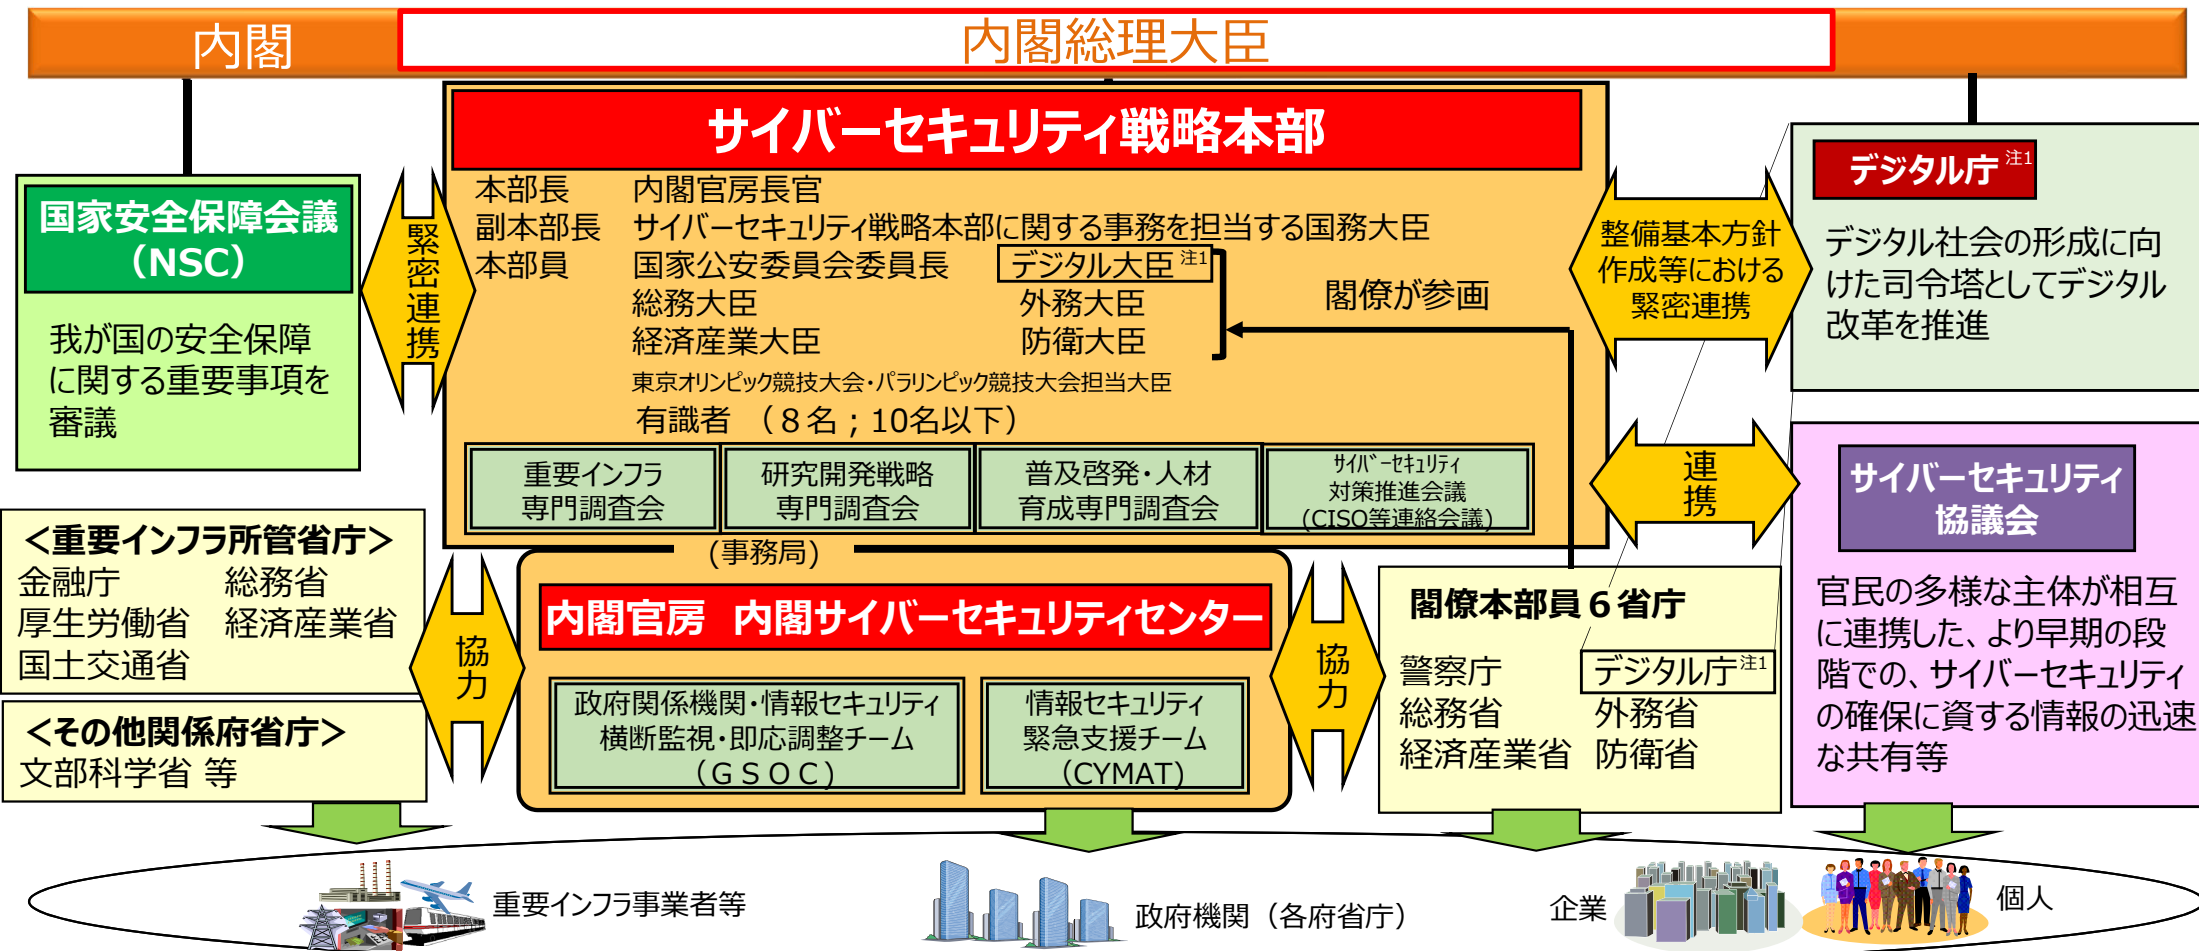 内閣
内閣総理大臣
サイバーセキュリティ戦略本部
本部長 内閣官房長官
副本部長 サイバーセキュリティ戦略本部に関する事務を担当する国務大臣
本部員 国家公安委員会委員長 デジタル大臣 注1
総務大臣 外務大臣
経済産業大臣 防衛大臣
東京オリンピック競技大会・パラリンピック競技大会担当大臣
有識者 （８名；10名以下）
閣僚が参画
重要インフラ
専門調査会
研究開発戦略
専門調査会
普及啓発・人材
育成専門調査会
ｻｲﾊﾞｰｾｷｭﾘﾃｨ
対策推進会議
(CISO等連絡会議)
国家安全保障会議
（NSC）
我が国の安全保障
に関する重要事項を
審議
緊密連携
整備基本方針
作成等における
緊密連携
デジタル庁 注1
デジタル社会の形成に向
けた司令塔としてデジタル
改革を推進
連携
サイバーセキュリティ
協議会
官民の多様な主体が相互
に連携した、より早期の段
階での、サイバーセキュリティ
の確保に資する情報の迅速
な共有等
＜重要インフラ所管省庁＞
金融庁 総務省
厚生労働省 経済産業省
国土交通省
＜その他関係府省庁＞
文部科学省 等
協力
(事務局)
内閣官房 内閣サイバーセキュリティセンター
政府関係機関・情報セキュリティ
横断監視・即応調整チーム
（ＧＳＯＣ）
情報セキュリティ
緊急支援チーム
（CYMAT)
協力
閣僚本部員６省庁
警察庁 デジタル庁注1
総務省 外務省
経済産業省 防衛省
重要インフラ事業者等
政府機関（各府省庁）
企業
個人